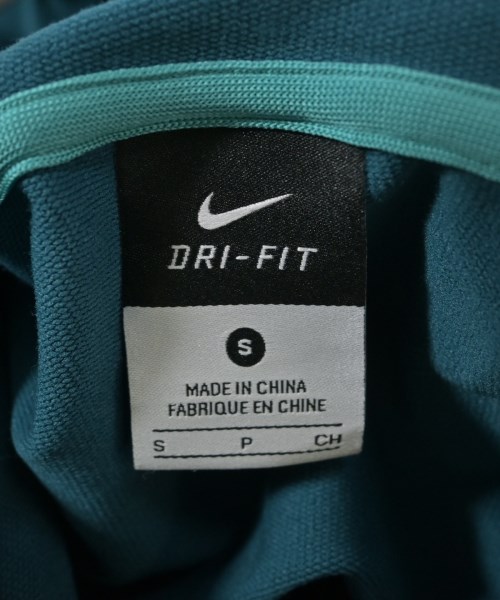 DRI-FIT
S
MADE IN CHINA
FABRIQUE EN CHINE
S P CH